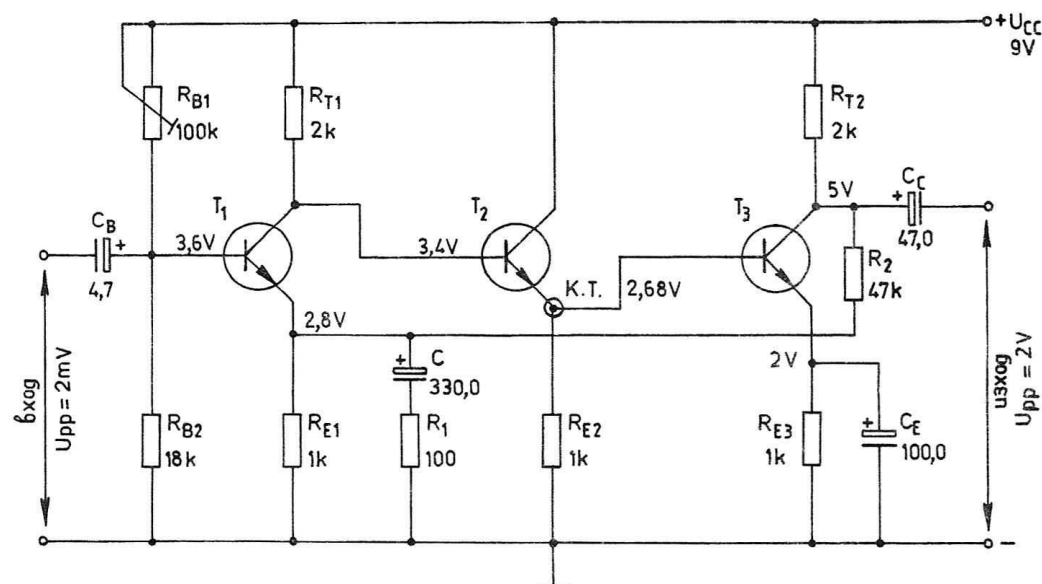 +UCC
9V
RB1
100k
RT1
2k
RT2
2k
CB
+
4,7
3,6V
T1
3,4V
T2
К.Т.
2,68V
T3
5V
CC
+
47,0
R2
47k
2,8V
+
C
330,0
2V
вход
Upp = 2mV
RB2
18k
RE1
1k
R1
100
RE2
1k
RE3
1k
+
CE
100,0
изход
Upp = 2V
−